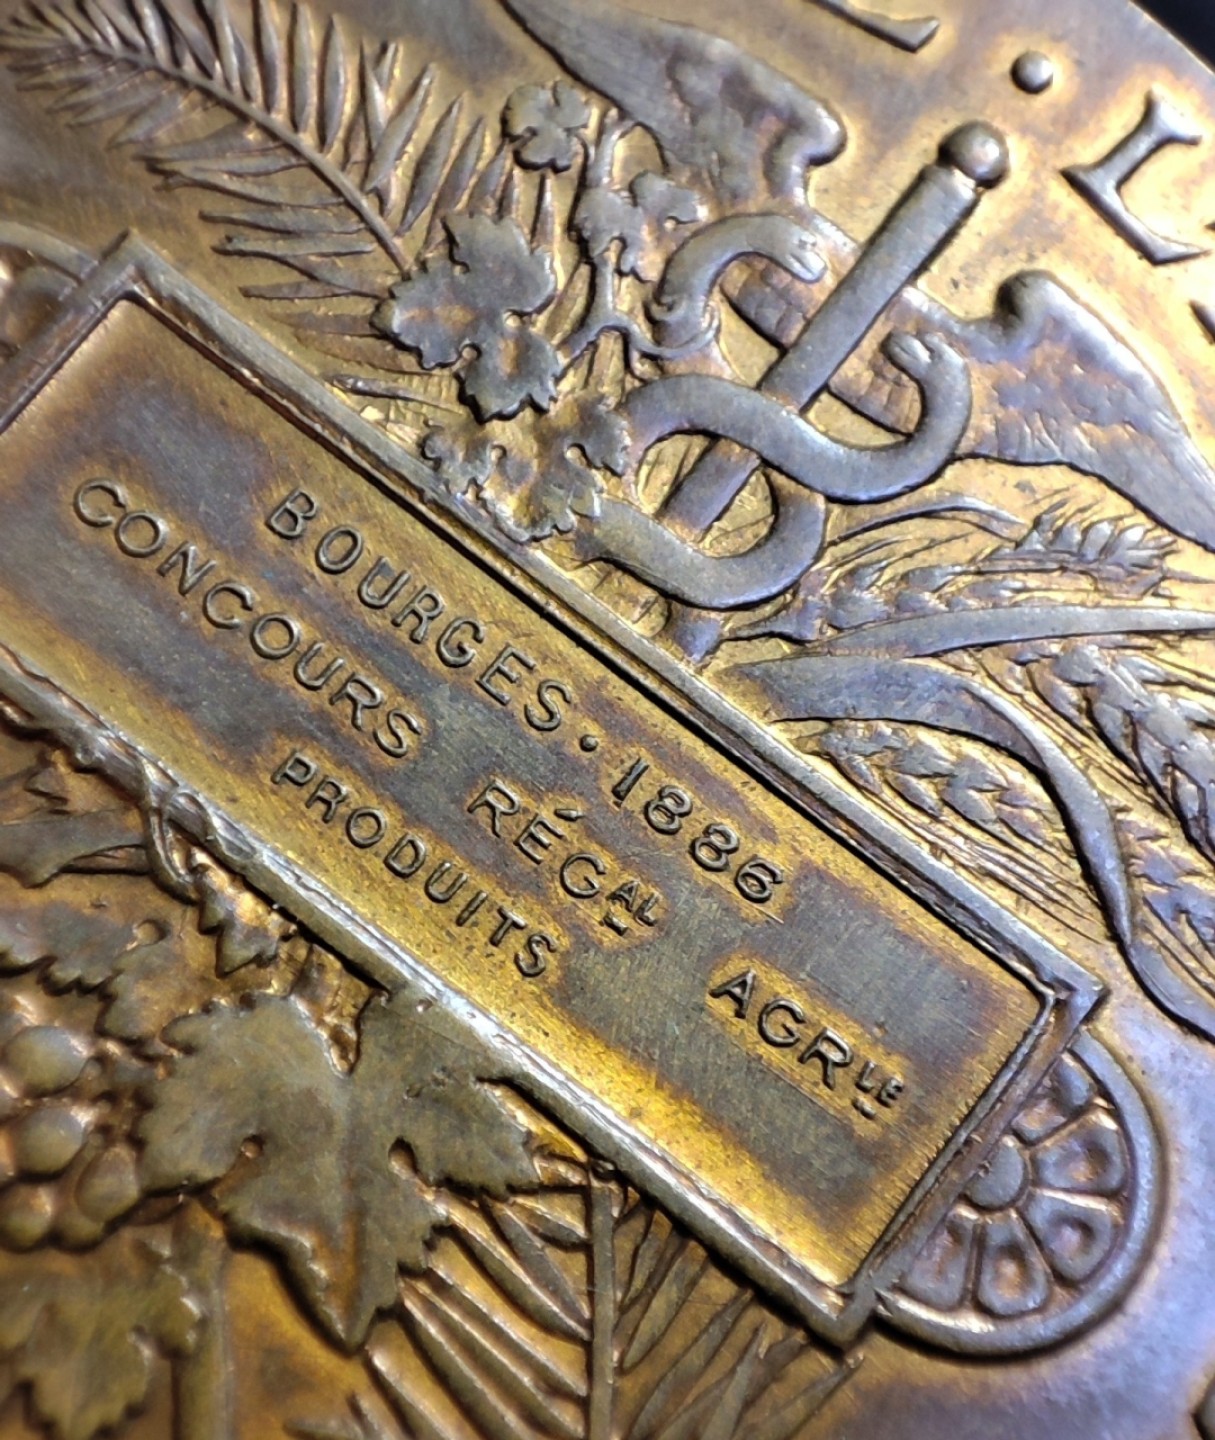 BOURGES · 1886
CONCOURS RÉGAL AGRLE
PRODUITS